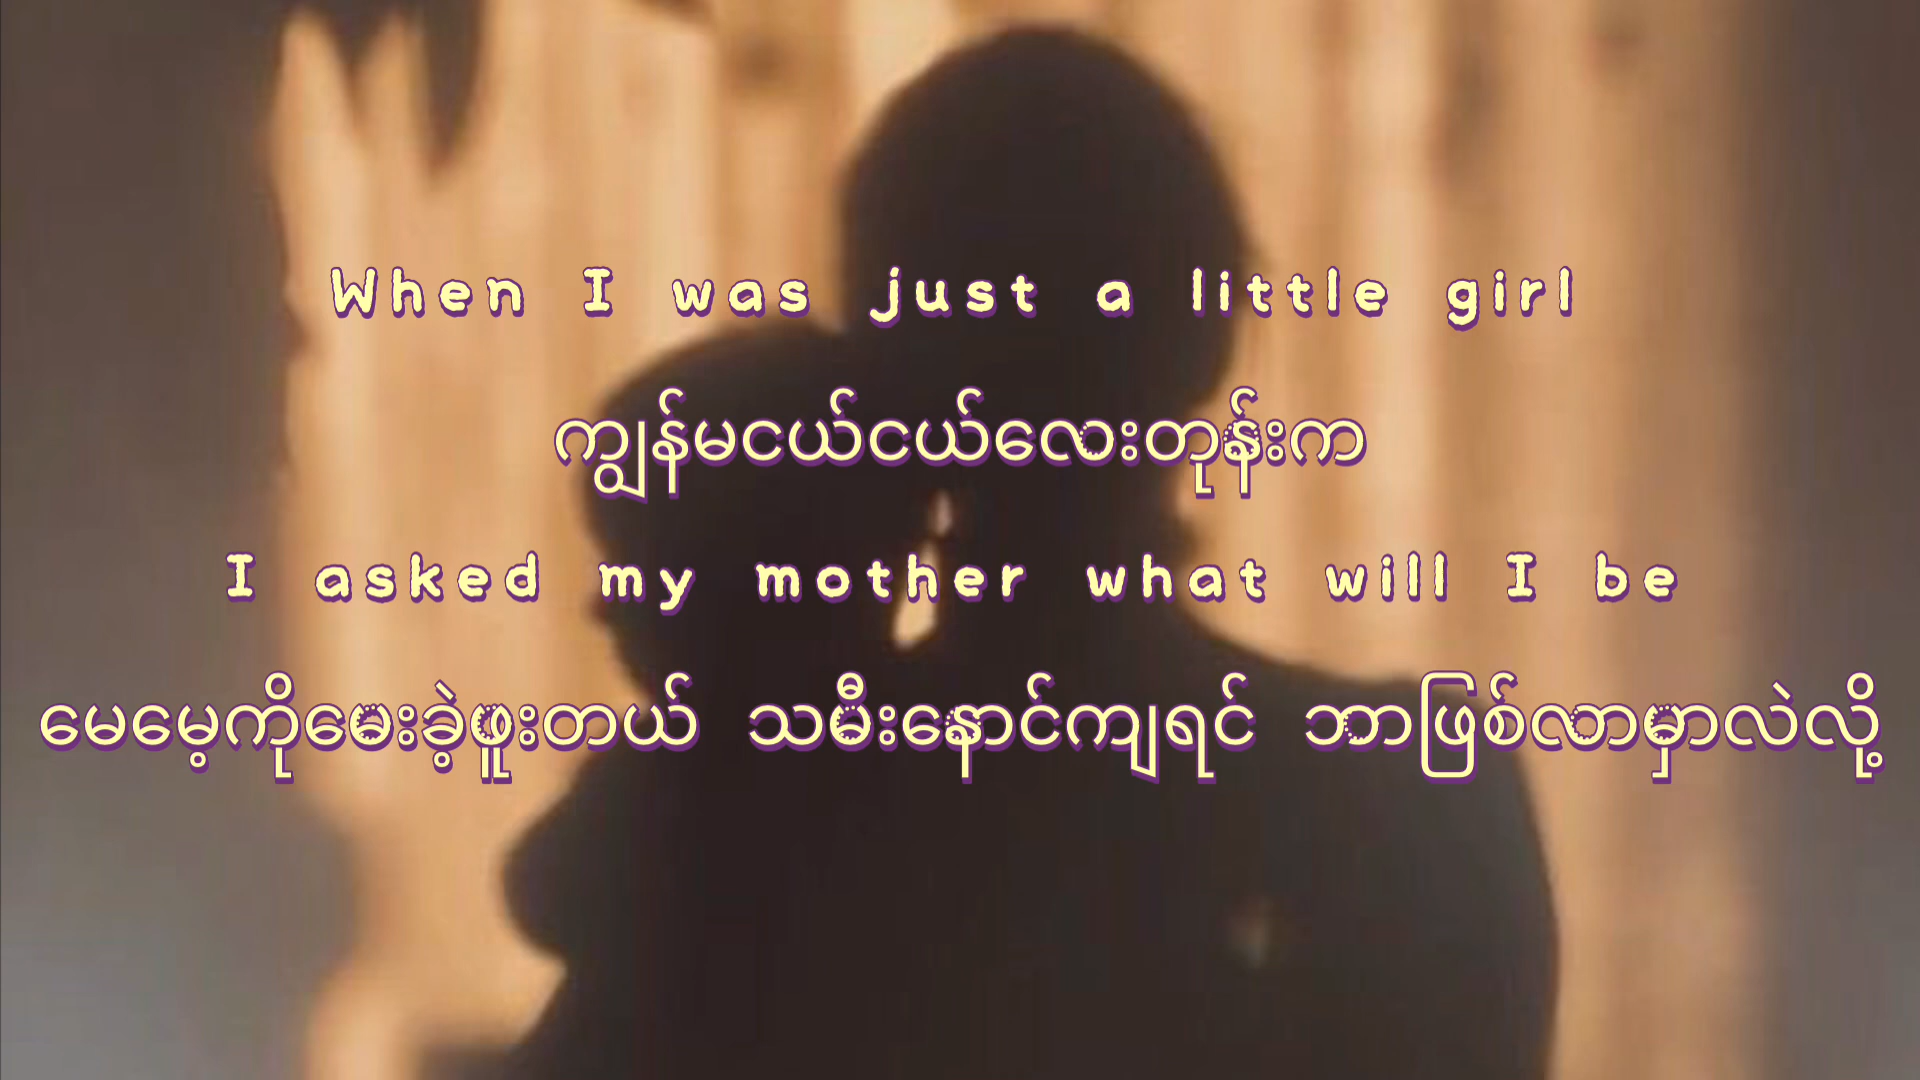 When I was just a little girl
ကျွန်မငယ်ငယ်လေးတုန်းက
I asked my mother what will I be
မေမေ့ကိုမေးခဲ့ဖူးတယ် သမီးနောင်ကျရင် ဘာဖြစ်လာမှာလဲလို့